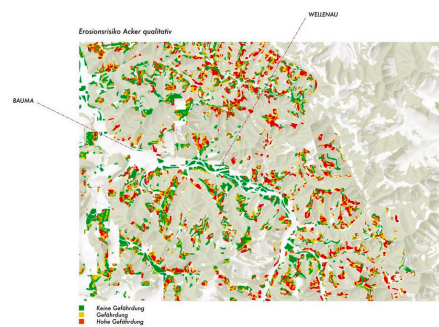 WELLENAU
Erosionsrisiko Acker qualitativ
BAUMA
Keine Gefährdung
Gefährdung
Hohe Gefährdung